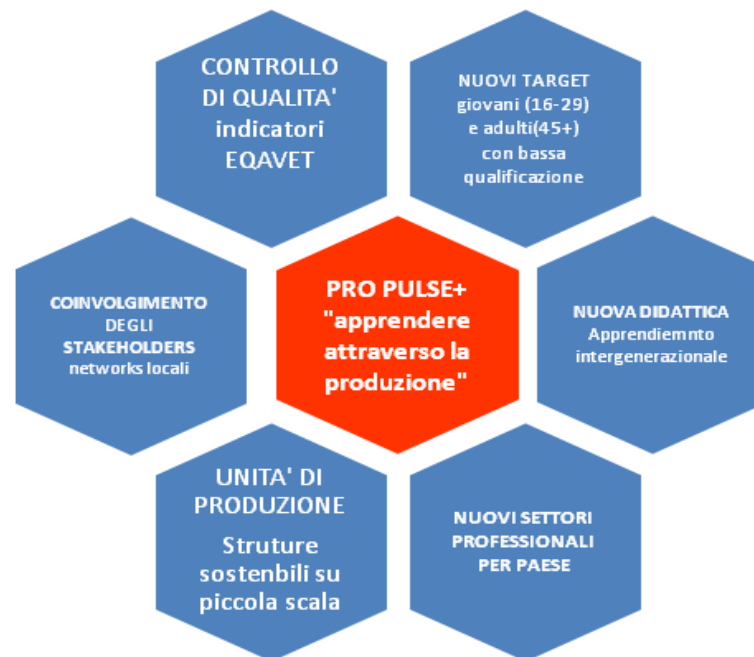 CONTROLLO
DI QUALITA'
indicatori
EQAVET
NUOVI TARGET
giovani (16-29)
e adulti(45+)
con bassa
qualificazione
COINVOLGIMENTO
DEGLI
STAKEHOLDERS
networks locali
PRO PULSE+
"apprendere
attraverso la
produzione"
NUOVA DIDATTICA
Apprendiemnto
intergenerazionale
UNITA' DI
PRODUZIONE
Struture
sostenbili su
piccola scala
NUOVI SETTORI
PROFESSIONALI
PER PAESE